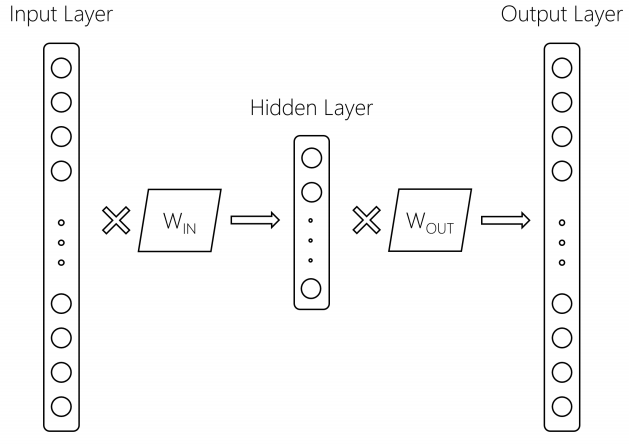 Input Layer
Output Layer
Hidden Layer
W_IN
W_OUT